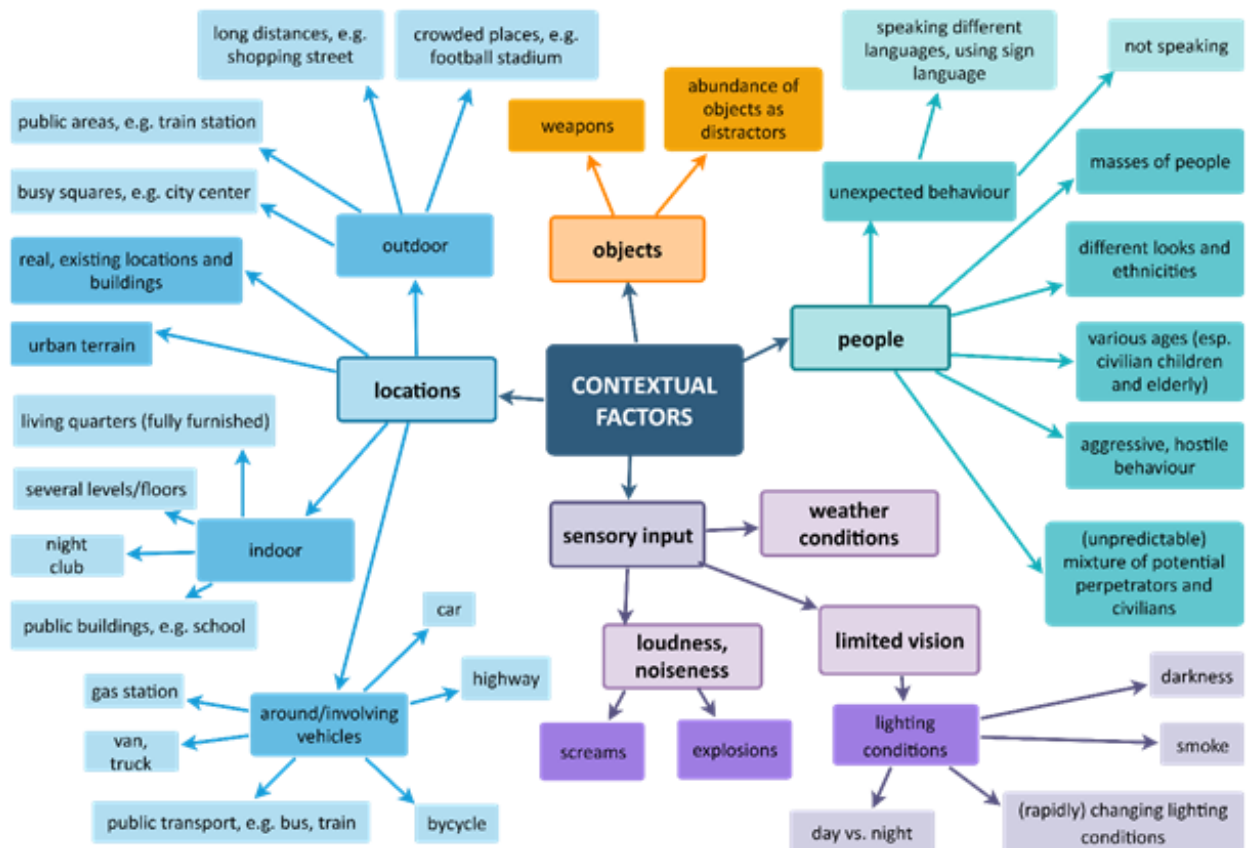 long distances, e.g.
shopping street
crowded places, e.g.
football stadium
public areas, e.g. train station
busy squares, e.g. city center
outdoor
real, existing locations and
buildings
urban terrain
locations
living quarters (fully furnished)
several levels/floors
night
club
indoor
public buildings, e.g. school
car
highway
gas station
around/involving
vehicles
van,
truck
public transport, e.g. bus, train
bycycle
weapons
abundance of
objects as
distractors
objects
CONTEXTUAL
FACTORS
speaking different
languages, using sign
language
not speaking
unexpected behaviour
masses of people
different looks and
ethnicities
people
various ages (esp.
civilian children
and elderly)
aggressive, hostile
behaviour
(unpredictable)
mixture of potential
perpetrators and
civilians
sensory input
weather
conditions
loudness,
noiseness
limited vision
screams
explosions
lighting
conditions
darkness
smoke
day vs. night
(rapidly) changing lighting
conditions